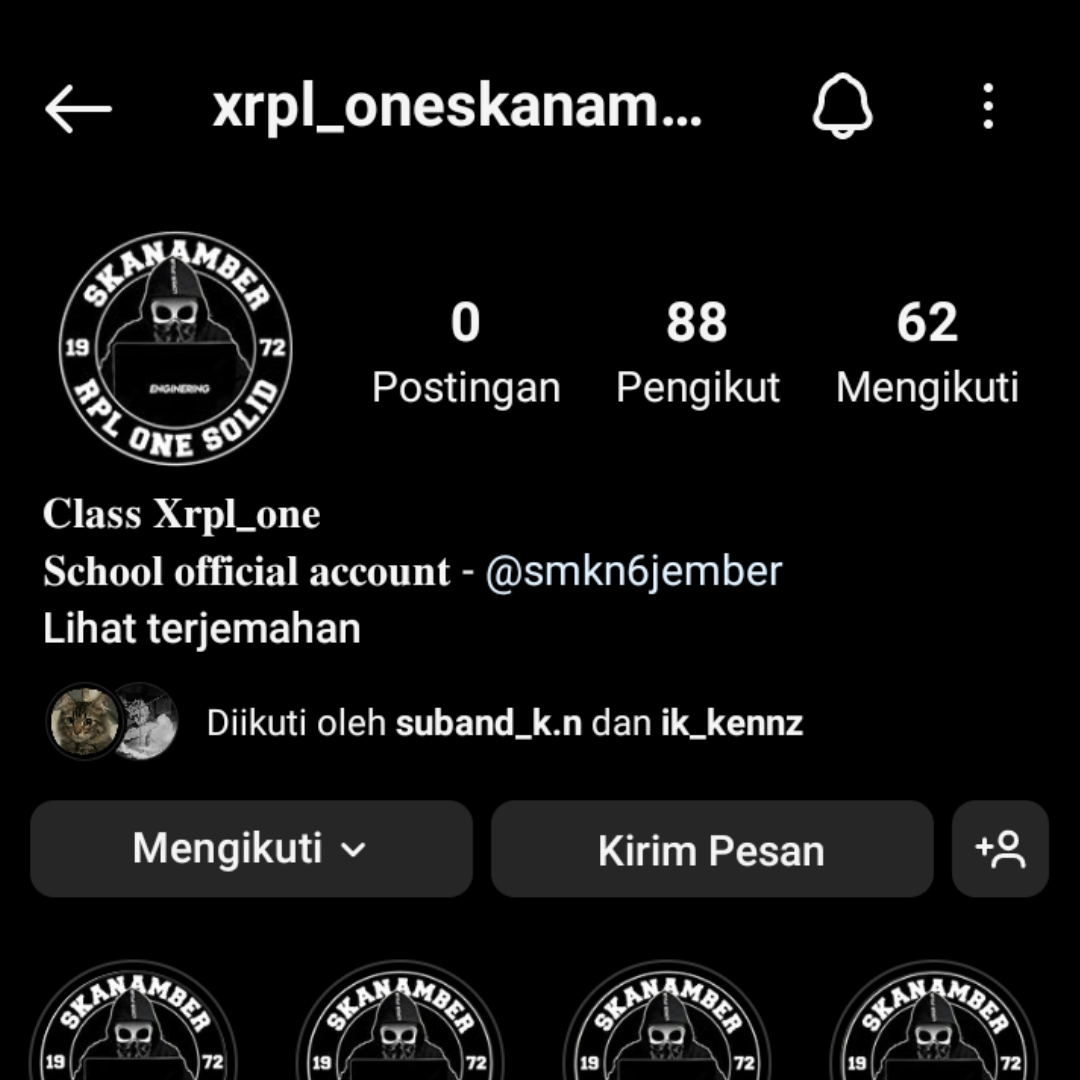 xrpl_oneskanam...
SKANAMBER
19 72
ENGINERING
RPL ONE SOLID
0 88 62
Postingan Pengikut Mengikuti
Class Xrpl_one
School official account - @smkn6jember
Lihat terjemahan
Diikuti oleh suband_k.n dan ik_kennz
Mengikuti Kirim Pesan
SKANAMBER SKANAMBER SKANAMBER SKANAMBER
19 72 19 72 19 72 19 72